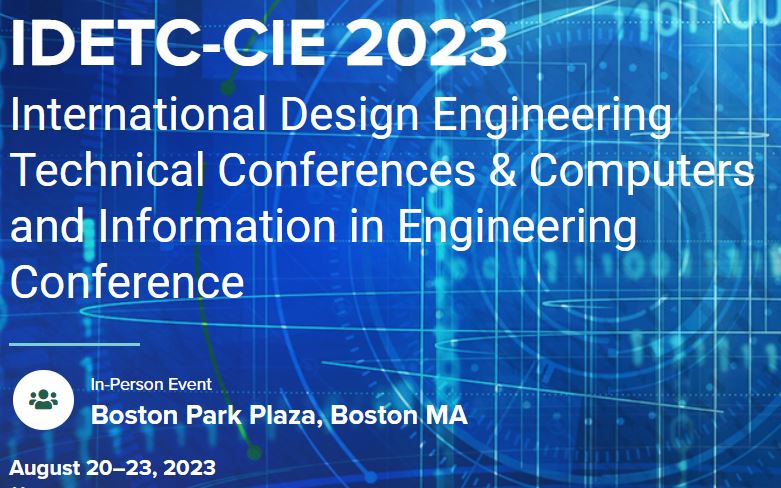 IDETC-CIE 2023
International Design Engineering
Technical Conferences & Computers
and Information in Engineering
Conference
In-Person Event
Boston Park Plaza, Boston MA
August 20–23, 2023